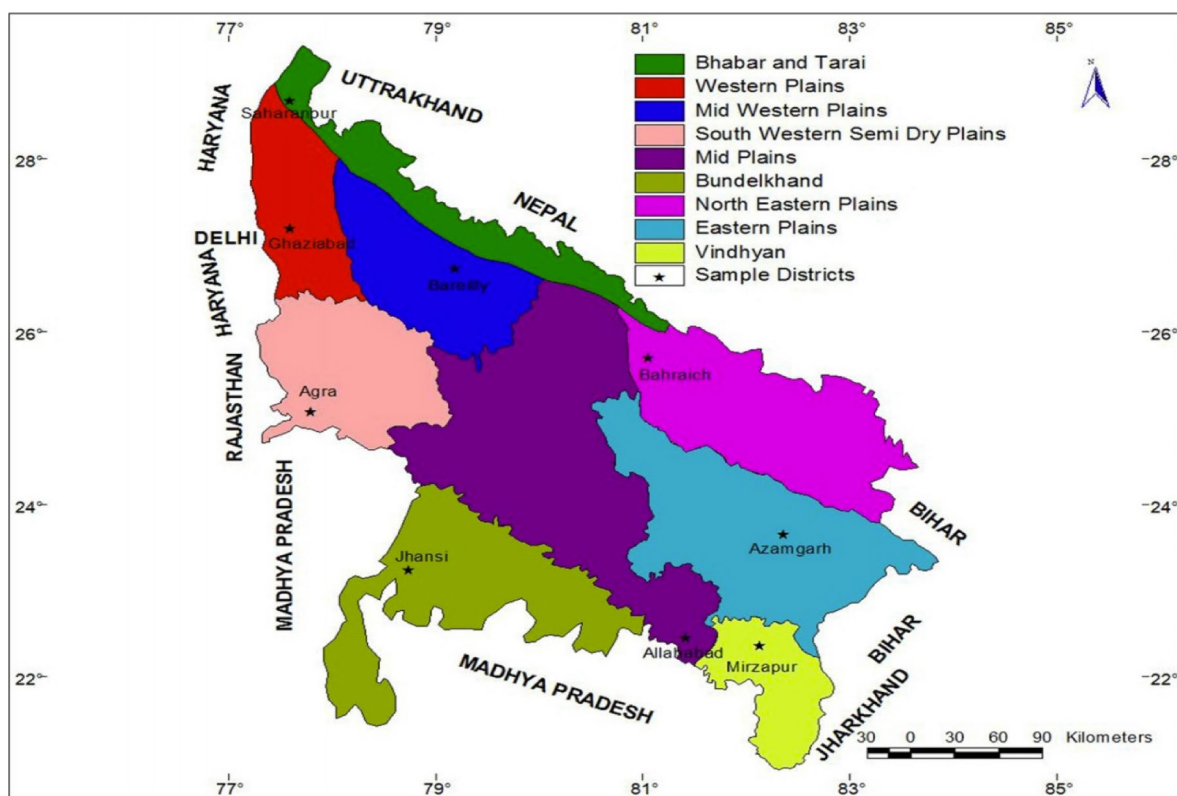 77° 79° 81° 83° 85°
Bhabar and Tarai
Western Plains
Mid Western Plains
South Western Semi Dry Plains
Mid Plains
Bundelkhand
North Eastern Plains
Eastern Plains
Vindhyan
Sample Districts
N
UTTRAKHAND
HARYANA
Saharanpur
28° 28°
NEPAL
DELHI
Ghaziabad
Bareilly
HARYANA
26° 26°
Bahraich
RAJASTHAN
Agra
24° 24°
BIHAR
MADHYA PRADESH
Azamgarh
Jhansi
BIHAR
Allababad
Mirzapur
MADHYA PRADESH
22° 22°
JHARKHAND
30 0 30 60 90 Kilometers
77° 79° 81° 83° 85°